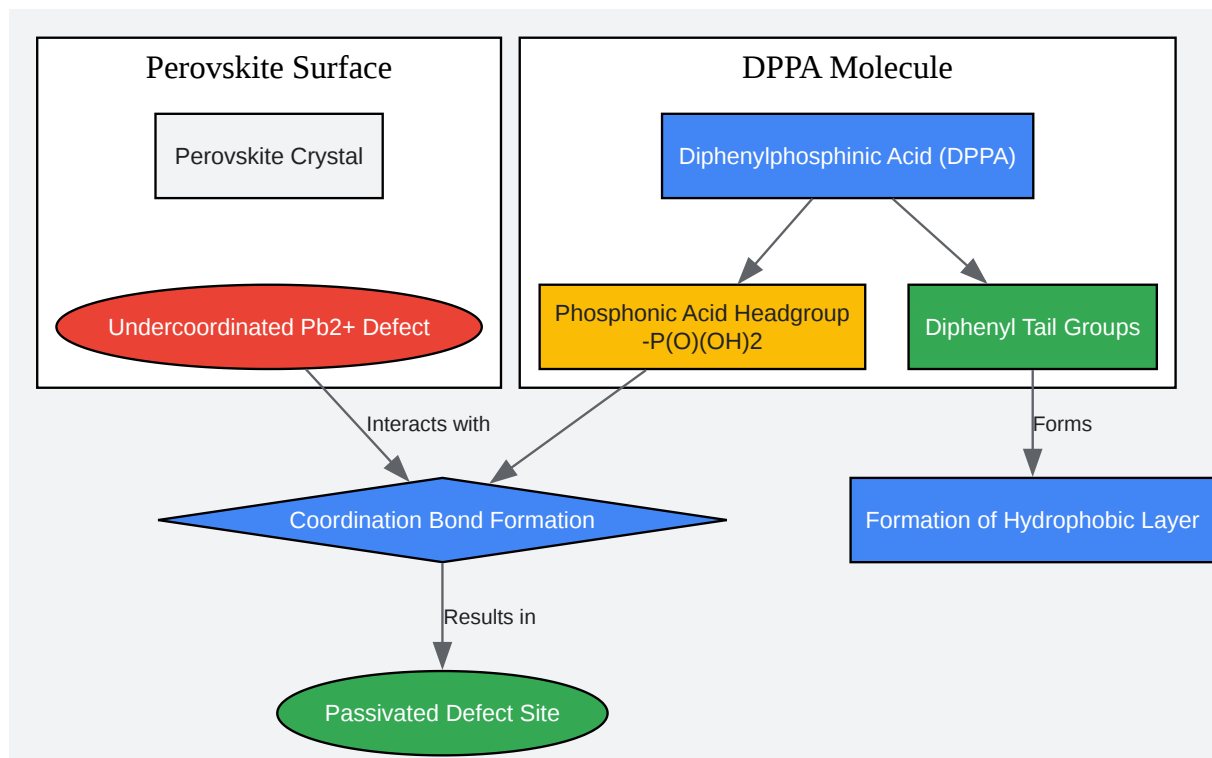 Perovskite Surface
DPPA Molecule
Perovskite Crystal
Diphenylphosphinic Acid (DPPA)
Undercoordinated Pb2+ Defect
Phosphonic Acid Headgroup
-P(O)(OH)2
Diphenyl Tail Groups
Interacts with
Forms
Coordination Bond Formation
Formation of Hydrophobic Layer
Results in
Passivated Defect Site